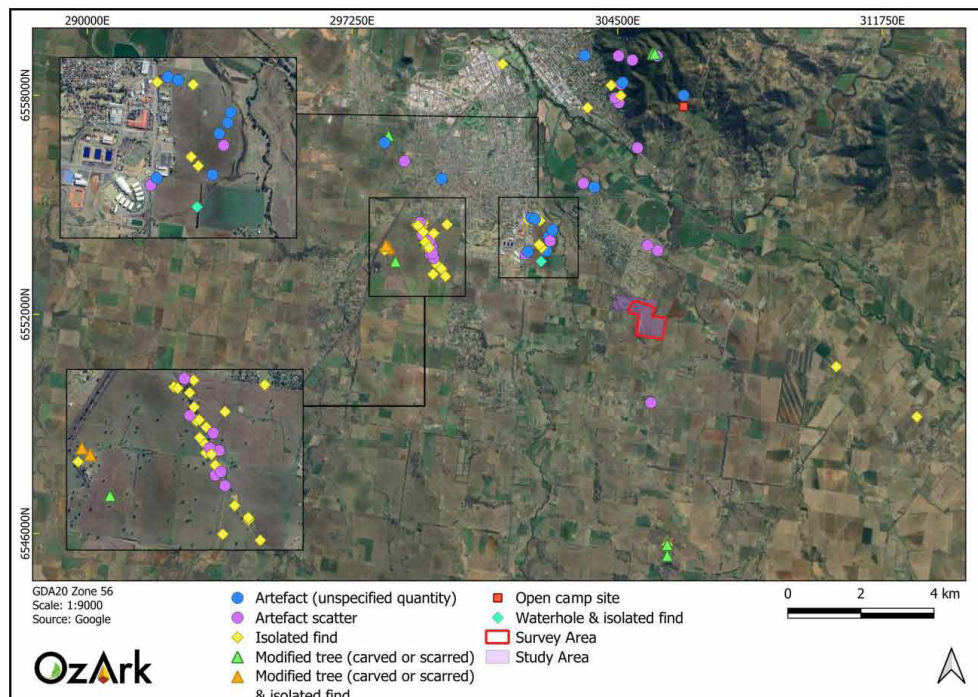 290000E 297250E 304500E 311750E
6558000N
6552000N
6546000N
GDA20 Zone 56
Scale: 1:9000
Source: Google
OzArk
Artefact (unspecified quantity)
Artefact scatter
Isolated find
Modified tree (carved or scarred)
Modified tree (carved or scarred)
& isolated find
Open camp site
Waterhole & isolated find
Survey Area
Study Area
0 2 4 km